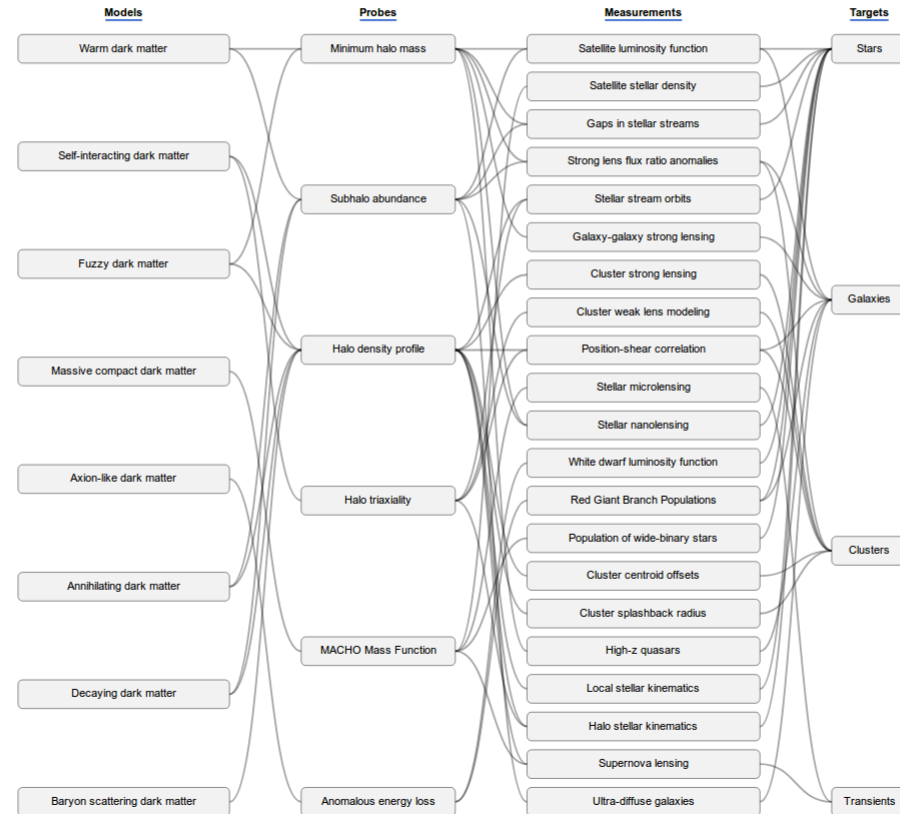 Models
Probes
Measurements
Targets
Warm dark matter
Minimum halo mass
Satellite luminosity function
Stars
Satellite stellar density
Gaps in stellar streams
Self-interacting dark matter
Strong lens flux ratio anomalies
Subhalo abundance
Stellar stream orbits
Galaxy-galaxy strong lensing
Fuzzy dark matter
Cluster strong lensing
Galaxies
Cluster weak lens modeling
Halo density profile
Position-shear correlation
Massive compact dark matter
Stellar microlensing
Stellar nanolensing
White dwarf luminosity function
Axion-like dark matter
Halo triaxiality
Red Giant Branch Populations
Population of wide-binary stars
Clusters
Cluster centroid offsets
Annihilating dark matter
Cluster splashback radius
MACHO Mass Function
High-z quasars
Decaying dark matter
Local stellar kinematics
Halo stellar kinematics
Supernova lensing
Baryon scattering dark matter
Anomalous energy loss
Ultra-diffuse galaxies
Transients